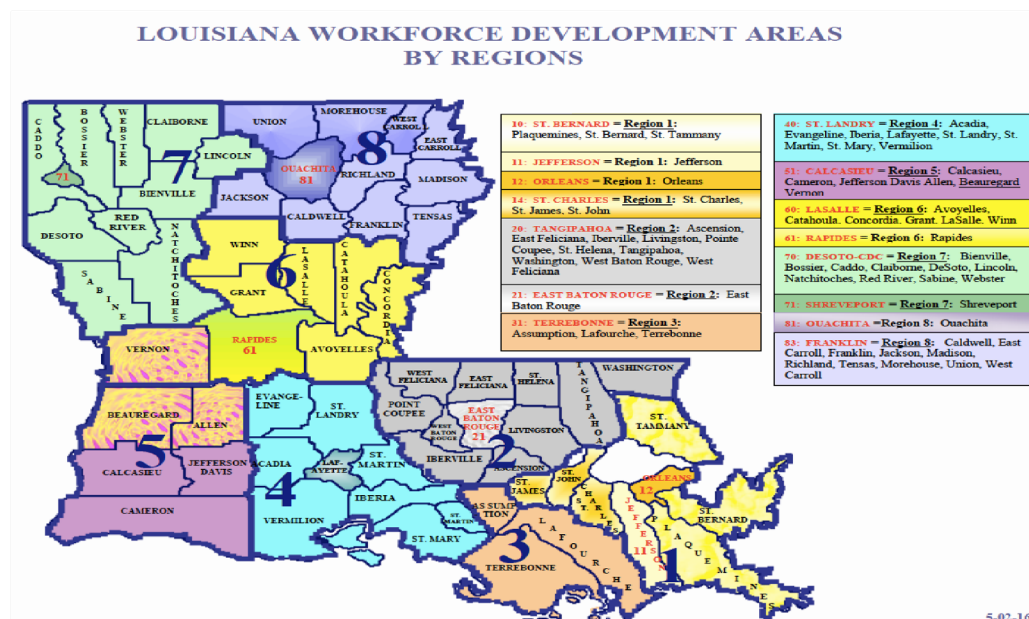 LOUISIANA WORKFORCE DEVELOPMENT AREAS
BY REGIONS
10: ST. BERNARD = Region 1:
Plaquemines, St. Bernard, St. Tammany
11: JEFFERSON = Region 1: Jefferson
12: ORLEANS = Region 1: Orleans
14: ST. CHARLES = Region 1: St. Charles,
St. James, St. John
20: TANGIPAHOA = Region 2: Ascension,
East Feliciana, Iberville, Livingston, Pointe
Coupee, St. Helena, Tangipahoa,
Washington, West Baton Rouge, West
Feliciana
21: EAST BATON ROUGE = Region 2: East
Baton Rouge
31: TERREBONNE = Region 3:
Assumption, Lafourche, Terrebonne
40: ST. LANDRY = Region 4: Acadia,
Evangeline, Iberia, Lafayette, St. Landry, St.
Martin, St. Mary, Vermilion
51: CALCASIEU = Region 5: Calcasieu,
Cameron, Jefferson Davis Allen, Beauregard
Vernon
60: LASALLE = Region 6: Avoyelles,
Catahoula. Concordia. Grant. LaSalle. Winn
61: RAPIDES = Region 6: Rapides
70: DESOTO-CDC = Region 7: Bienville,
Bossier, Caddo, Claiborne, DeSoto, Lincoln,
Natchitoches, Red River, Sabine, Webster
71: SHREVEPORT = Region 7: Shreveport
81: OUACHITA =Region 8: Ouachita
83: FRANKLIN = Region 8: Caldwell, East
Carroll, Franklin, Jackson, Madison,
Richland, Tensas, Morehouse, Union, West
Carroll
CADDO
BOSSIER
WEBSTER
CLAIBORNE
LINCOLN
7
71
BIENVILLE
RED
RIVER
DESOTO
NATCHITOCHES
SABINE
UNION
MOREHOUSE
WEST
CARROLL
EAST
CARROLL
8
OUACHITA
81
RICHLAND
MADISON
JACKSON
CALDWELL
FRANKLIN
TENSAS
WINN
LASALLE
CATAHOULA
CONCORDIA
6
GRANT
RAPIDES
61
AVOYELLES
VERNON
BEAUREGARD
ALLEN
5
CALCASIEU
JEFFERSON
DAVIS
CAMERON
EVANGE-
LINE
ST.
LANDRY
ACADIA
LAF-
AYETTE
ST.
MARTIN
4
IBERIA
VERMILION
ST.
MARTIN
ST. MARY
WEST
FELICIANA
EAST
FELICIANA
ST.
HELENA
TANGIPAHOA
WASHINGTON
POINT
COUPEE
WEST
BATON
ROUGE
EAST
BATON
ROUGE
21
LIVINGSTON
2
IBERVILLE
ASCENSION
ST.
TAMMANY
ST.
JAMES
ST.
JOHN
ST. CHARLES
ORLEANS
12
ST.
BERNARD
JEFFERSON
11
PLAQUEMINES
1
ASSUMP
TION
3
LAFOURCHE
TERREBONNE
5-02-16